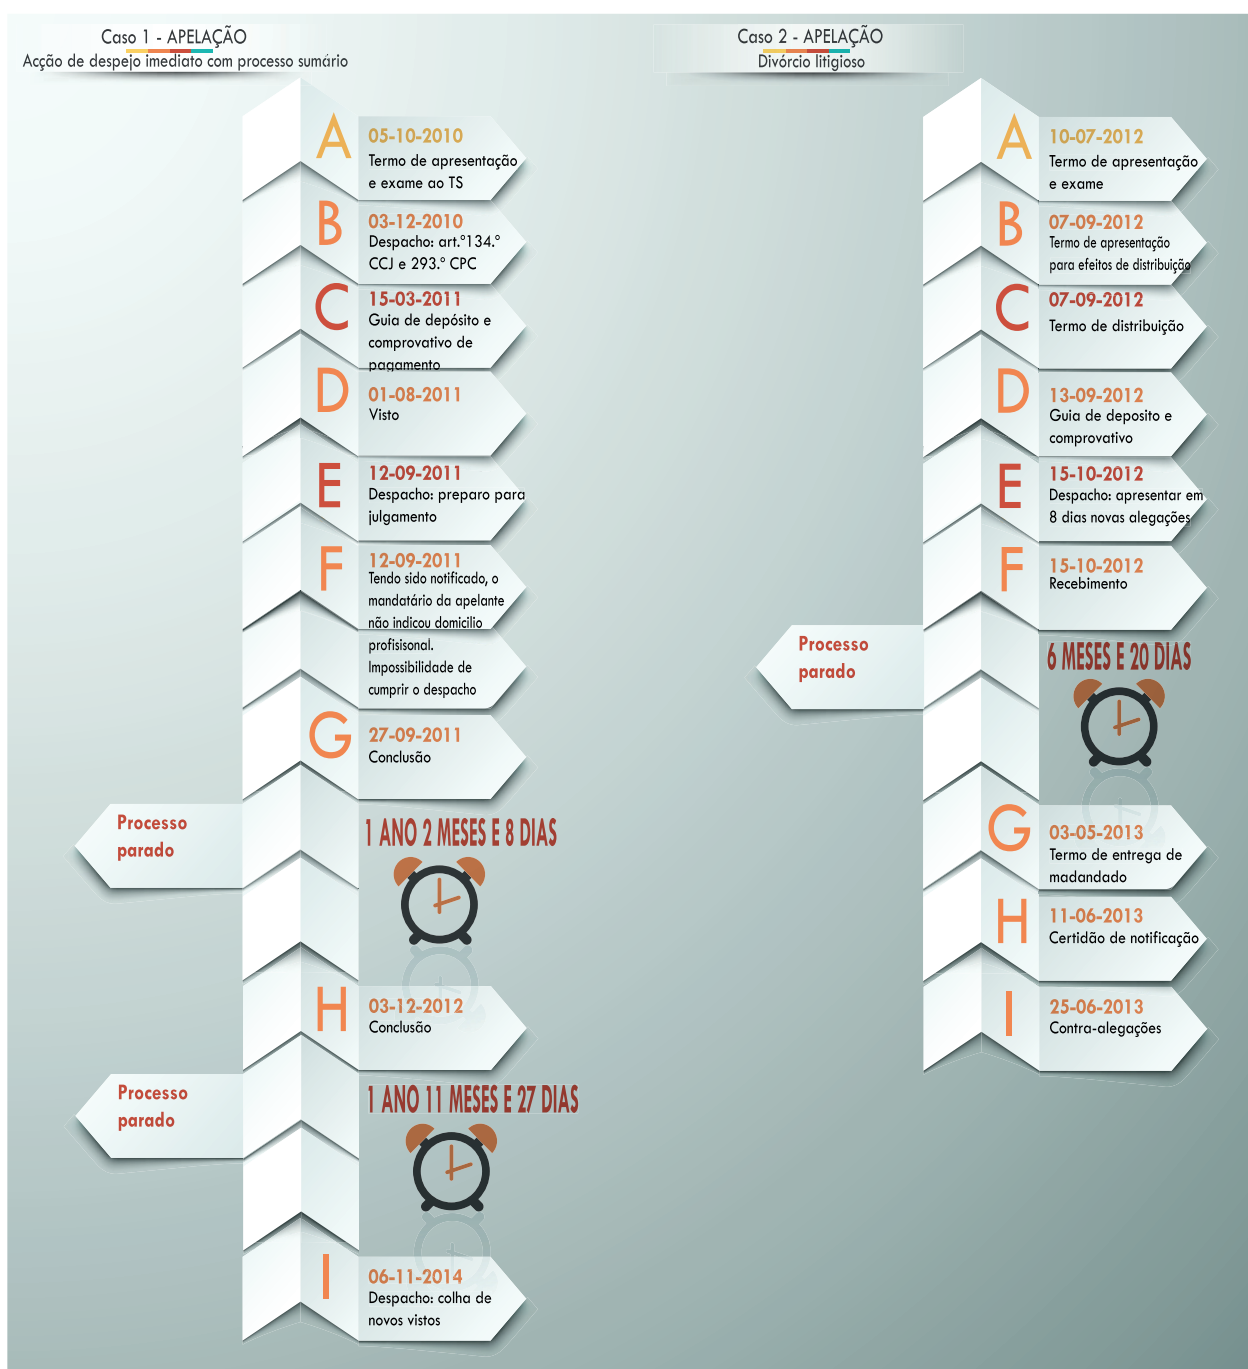 Caso 1 - APELAÇÃO
Acção de despejo imediato com processo sumário
A
05-10-2010
Termo de apresentação
e exame ao TS
B
03-12-2010
Despacho: art.º134.º
CCJ e 293.º CPC
C
15-03-2011
Guia de depósito e
comprovativo de
pagamento
D
01-08-2011
Visto
E
12-09-2011
Despacho: preparo para
julgamento
F
12-09-2011
Tendo sido notificado, o
mandatário da apelante
não indicou domicilio
profisisonal.
Impossibilidade de
cumprir o despacho
G
27-09-2011
Conclusão
Processo
parado
1 ANO 2 MESES E 8 DIAS
H
03-12-2012
Conclusão
Processo
parado
1 ANO 11 MESES E 27 DIAS
I
06-11-2014
Despacho: colha de
novos vistos
Caso 2 - APELAÇÃO
Divórcio litigioso
A
10-07-2012
Termo de apresentação
e exame
B
07-09-2012
Termo de apresentação
para efeitos de distribuição
C
07-09-2012
Termo de distribuição
D
13-09-2012
Guia de deposito e
comprovativo
E
15-10-2012
Despacho: apresentar em
8 dias novas alegações
F
15-10-2012
Recebimento
Processo
parado
6 MESES E 20 DIAS
G
03-05-2013
Termo de entrega de
madandado
H
11-06-2013
Certidão de notificação
I
25-06-2013
Contra-alegações